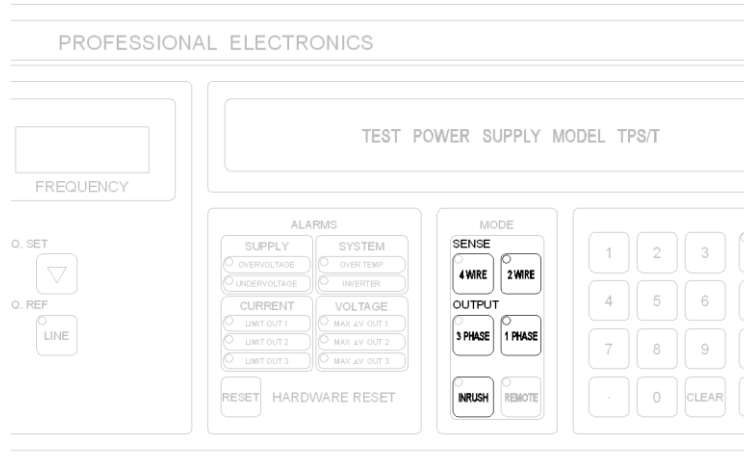 PROFESSIONAL ELECTRONICS
TEST POWER SUPPLY MODEL TPS/T
FREQUENCY
Q. SET
Q. REF
LINE
ALARMS
SUPPLY
OVERVOLTAGE
UNDERVOLTAGE
SYSTEM
OVER TEMP
INVERTER
CURRENT
LIMIT OUT 1
LIMIT OUT 2
LIMIT OUT 3
VOLTAGE
MAX ΔV OUT 1
MAX ΔV OUT 2
MAX ΔV OUT 3
RESET HARDWARE RESET
MODE
SENSE
4 WIRE 2 WIRE
OUTPUT
3 PHASE 1 PHASE
INRUSH REMOTE
1 2 3
4 5 6
7 8 9
. 0 CLEAR